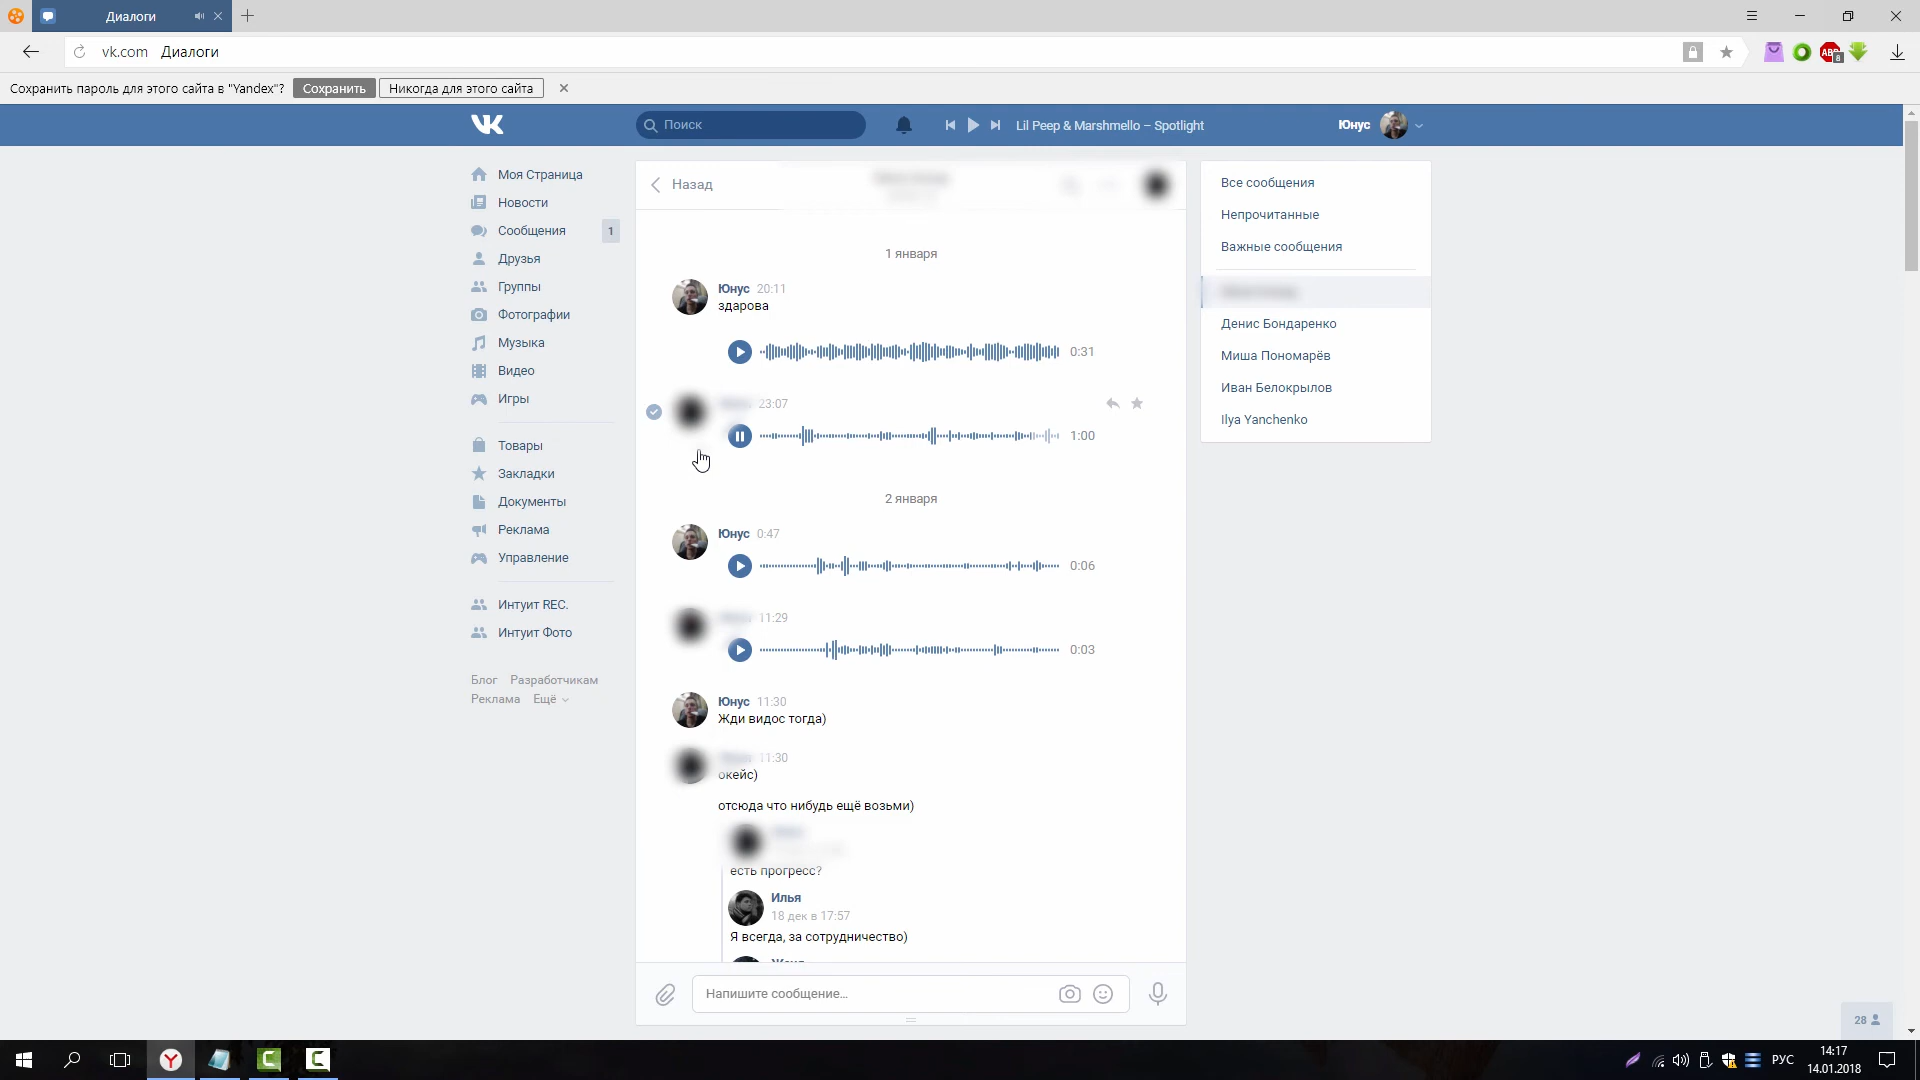 Диалоги
vk.com Диалоги
Сохранить пароль для этого сайта в "Yandex"? Сохранить Никогда для этого сайта
Поиск
Lil Peep & Marshmello – Spotlight
Юнус
Моя Страница
Новости
Сообщения 1
Друзья
Группы
Фотографии
Музыка
Видео
Игры
Товары
Закладки
Документы
Реклама
Управление
Интуит REC.
Интуит Фото
Блог Разработчикам
Реклама Ещё
Назад
1 января
Юнус 20:11
здарова
0:31
23:07
1:00
2 января
Юнус 0:47
0:06
11:29
0:03
Юнус 11:30
Жди видос тогда)
11:30
окейс)
отсюда что нибудь ещё возьми)
есть прогресс?
Илья
18 дек в 17:57
Я всегда, за сотрудничество)
Напишите сообщение...
Все сообщения
Непрочитанные
Важные сообщения
Денис Бондаренко
Миша Пономарёв
Иван Белокрылов
Ilya Yanchenko
28
ABP
8
РУС
14:17
14.01.2018